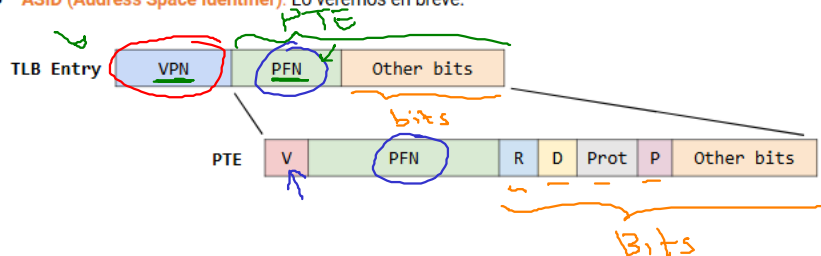 ASID (Address Space Identifier): Lo veremos en breve.
PTE
TLB Entry VPN PFN Other bits
bits
PTE V PFN R D Prot P Other bits
Bits